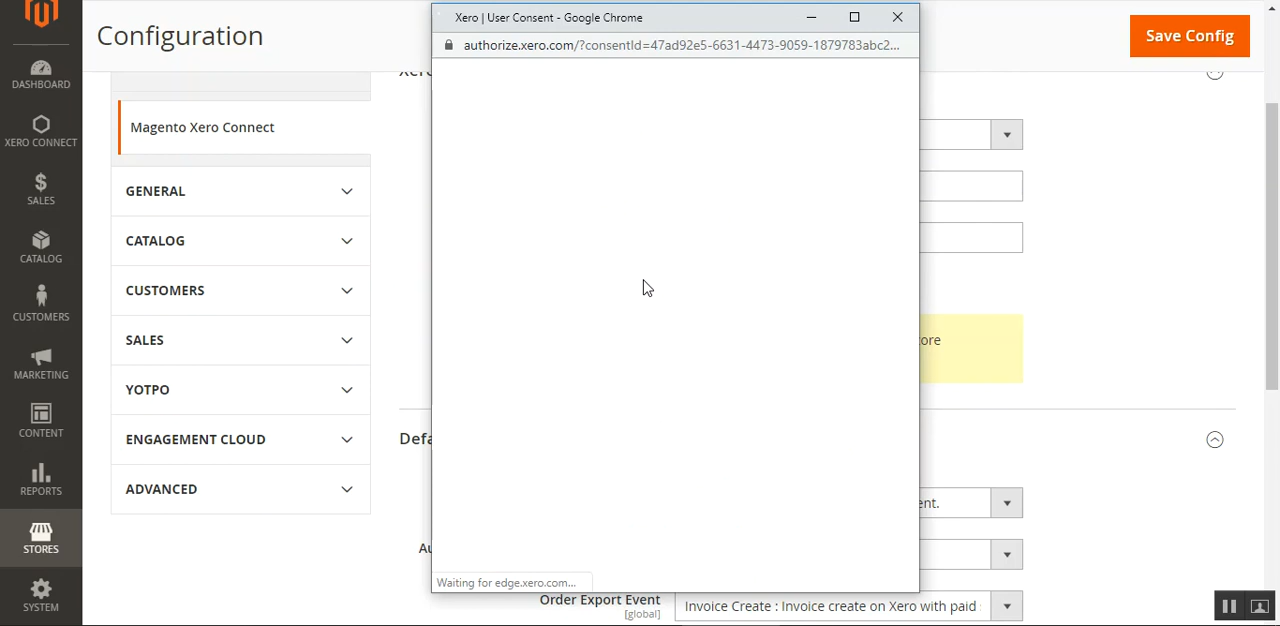 Xero | User Consent - Google Chrome
authorize.xero.com/?consentId=47ad92e5-6631-4473-9059-1879783abc2...
Waiting for edge.xero.com...
Configuration
Save Config
DASHBOARD
XERO CONNECT
SALES
CATALOG
CUSTOMERS
MARKETING
CONTENT
REPORTS
STORES
SYSTEM
Magento Xero Connect
GENERAL
CATALOG
CUSTOMERS
SALES
YOTPO
ENGAGEMENT CLOUD
ADVANCED
Order Export Event
[global]
Invoice Create : Invoice create on Xero with paid